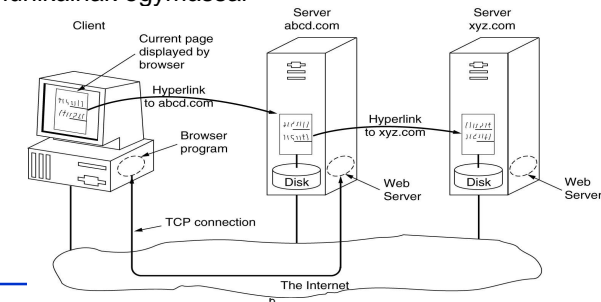 egymással
Client
Server
abcd.com
Server
xyz.com
Current page
displayed by
browser
Hyperlink
to abcd.com
Hyperlink
to xyz.com
Browser
program
Disk
Web
Server
Disk
Web
Server
TCP connection
The Internet